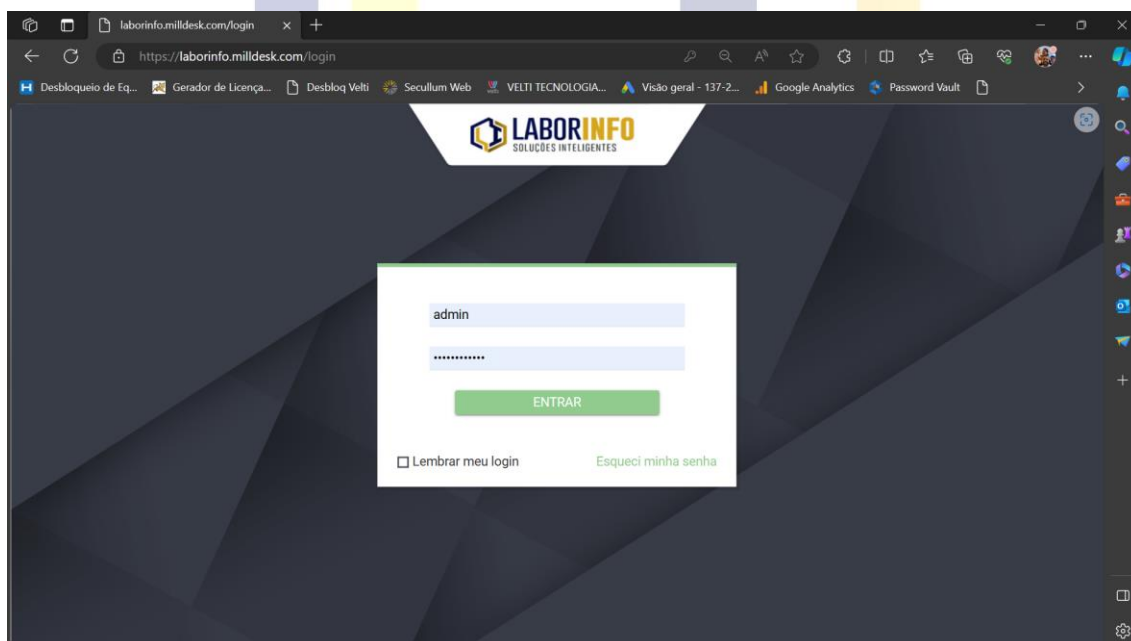 laborinfo.milldesk.com/login
https://laborinfo.milldesk.com/login
Desbloqueio de Eq... Gerador de Licença... Desbloq Velti Secullum Web VELTI TECNOLOGIA... Visão geral - 137-2... Google Analytics Password Vault
LABORINFO
SOLUÇÕES INTELIGENTES
admin
ENTRAR
Lembrar meu login Esqueci minha senha